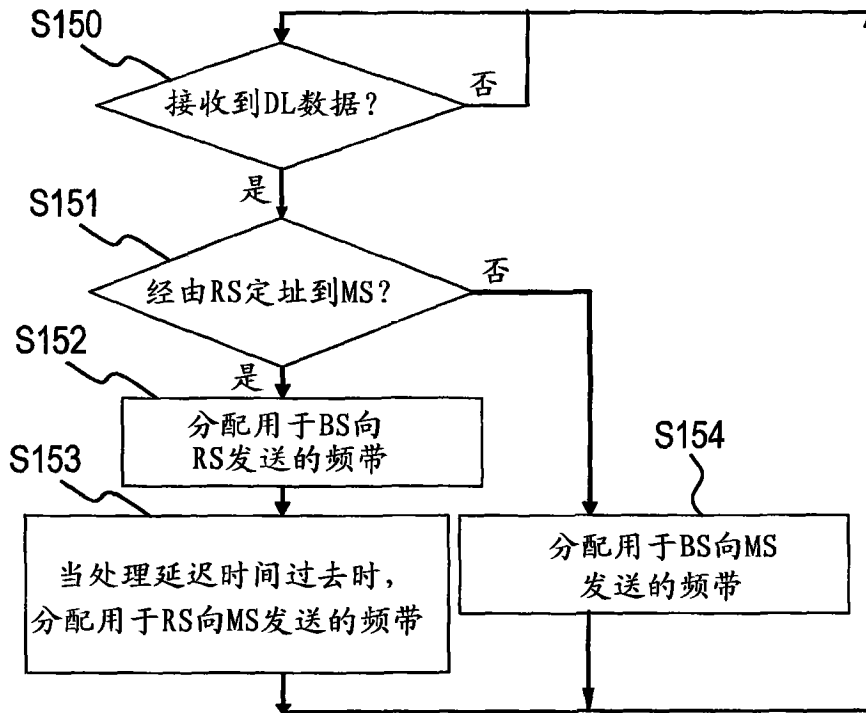 S150
接收到DL数据?
否
是
S151
经由RS定址到MS?
否
是
S152
分配用于BS向
RS发送的频带
S153
当处理延迟时间过去时,
分配用于RS向MS发送的频带
S154
分配用于BS向MS
发送的频带